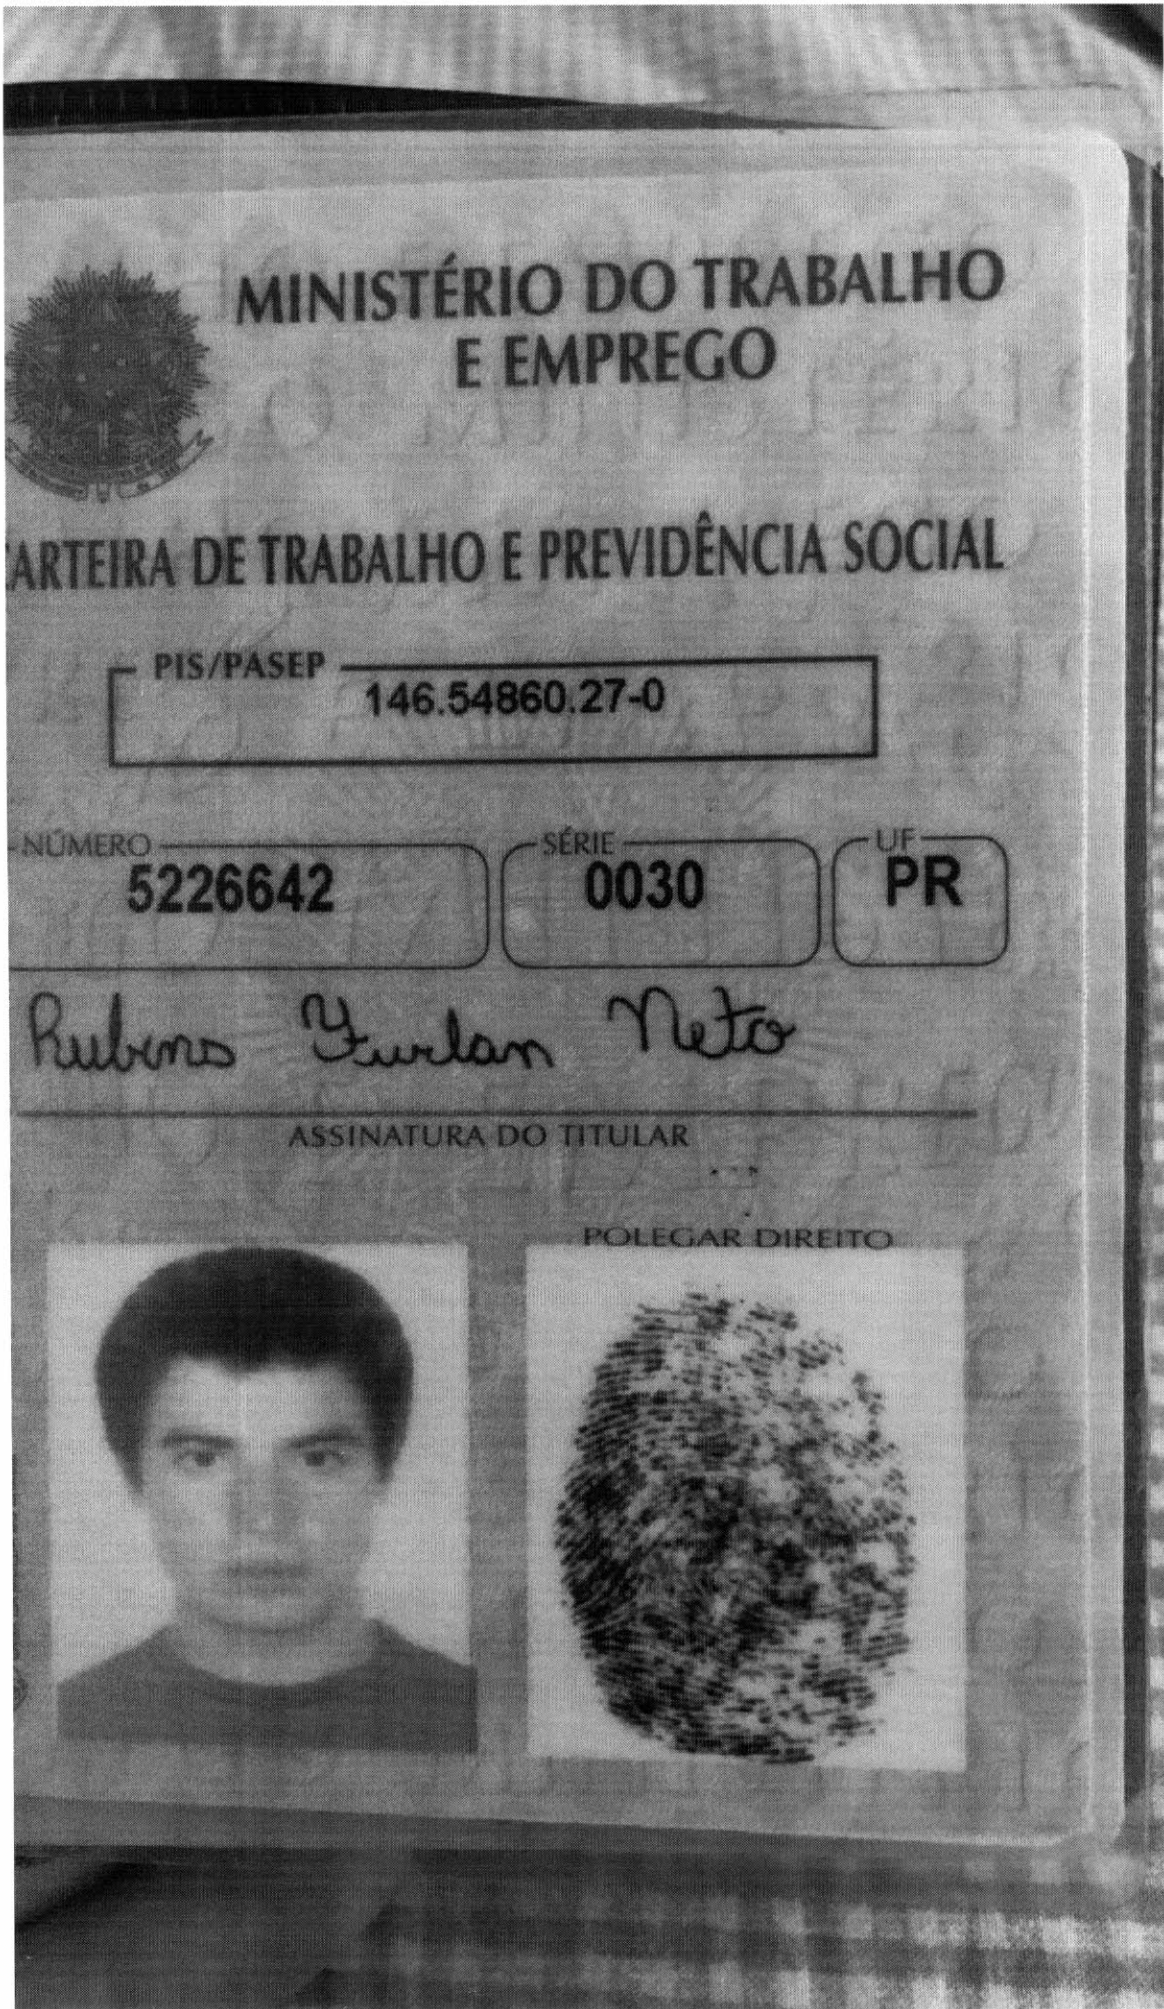 MINISTÉRIO DO TRABALHO
E EMPREGO
ARTEIRA DE TRABALHO E PREVIDÊNCIA SOCIAL
PIS/PASEP
146.54860.27-0
NÚMERO SÉRIE UF
5226642 0030 PR
Rubens Furlan Neto
ASSINATURA DO TITULAR
POLEGAR DIREITO